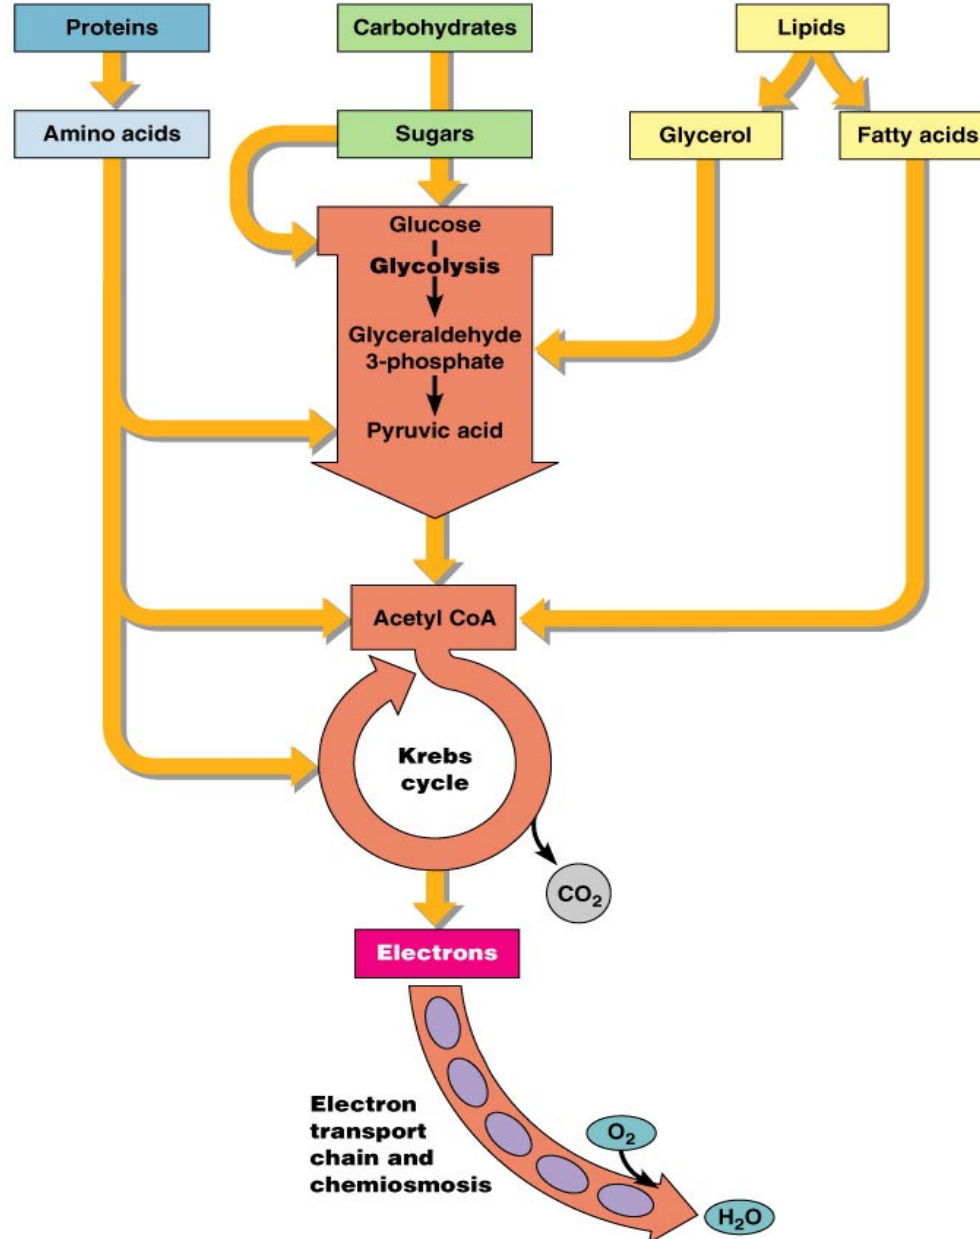 Proteins
Carbohydrates
Lipids
Amino acids
Sugars
Glycerol
Fatty acids
Glucose
Glycolysis
Glyceraldehyde
3-phosphate
Pyruvic acid
Acetyl CoA
Krebs
cycle
CO₂
Electrons
Electron
transport
chain and
chemiosmosis
O₂
H₂O